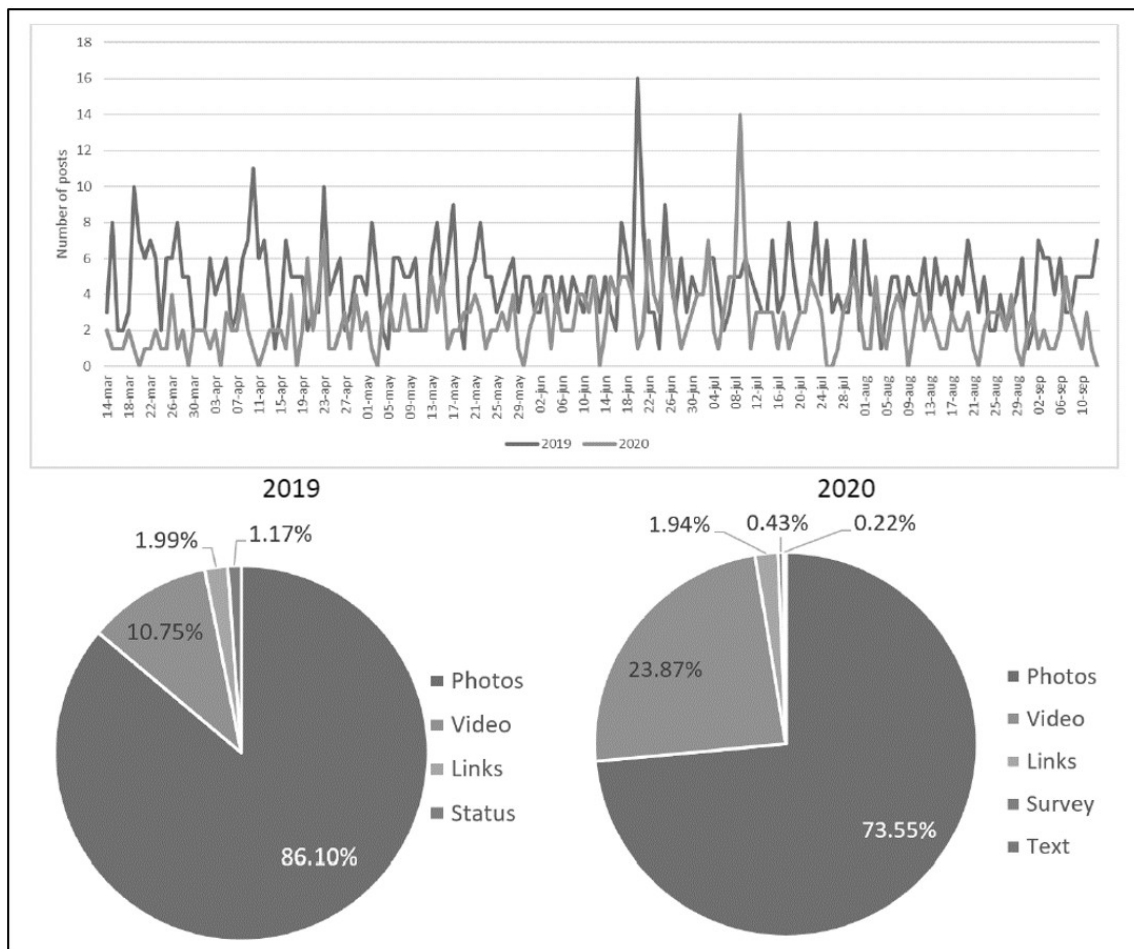 18
16
14
12
10
8
6
4
2
0
Number of posts
14-mar 18-mar 22-mar 26-mar 30-mar 03-apr 07-apr 11-apr 15-apr 19-apr 23-apr 27-apr 01-may 05-may 09-may 13-may 17-may 21-may 25-may 29-may 02-jun 06-jun 10-jun 14-jun 18-jun 22-jun 26-jun 30-jun 04-jul 08-jul 12-jul 16-jul 20-jul 24-jul 28-jul 01-aug 05-aug 09-aug 13-aug 17-aug 21-aug 25-aug 29-aug 02-sep 06-sep 10-sep
2019 2020
2019
1.99% 1.17%
10.75%
86.10%
Photos
Video
Links
Status
2020
1.94% 0.43% 0.22%
23.87%
73.55%
Photos
Video
Links
Survey
Text